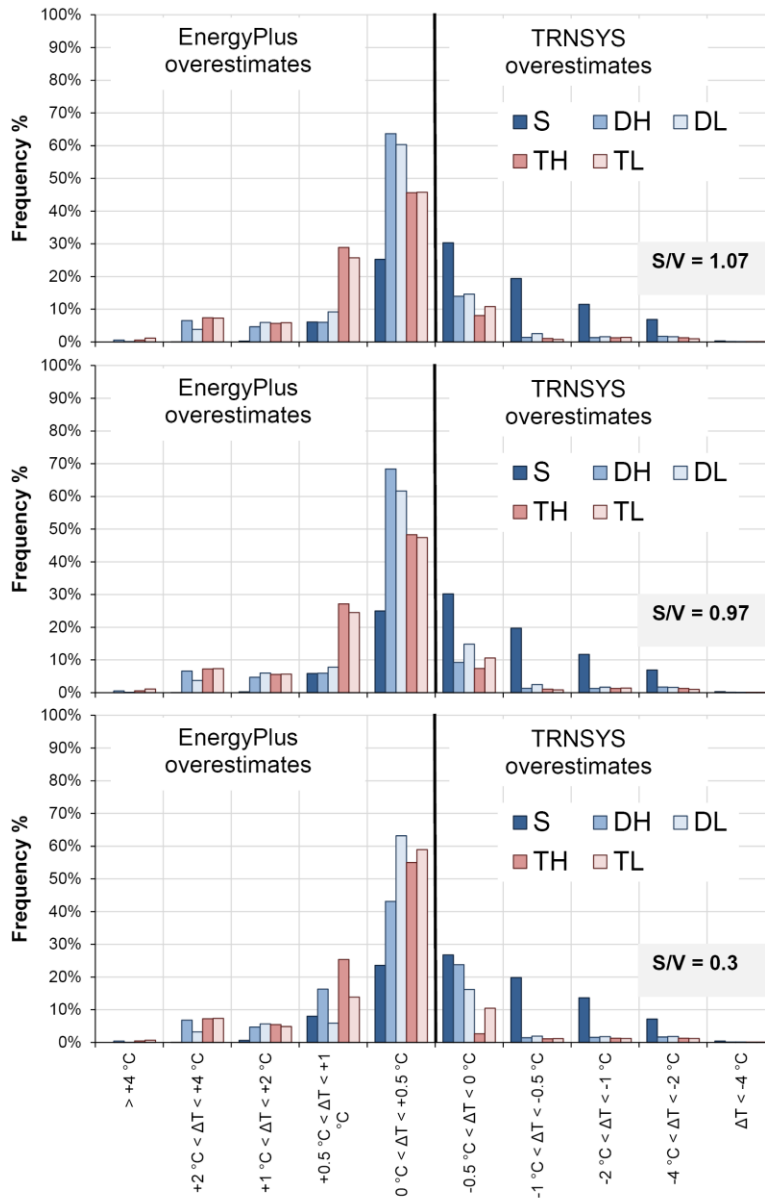 100%
90%
80%
70%
60%
50%
40%
30%
20%
10%
0%
Frequency %
EnergyPlus
overestimates
TRNSYS
overestimates
S DH DL
TH TL
S/V = 1.07
100%
90%
80%
70%
60%
50%
40%
30%
20%
10%
0%
Frequency %
EnergyPlus
overestimates
TRNSYS
overestimates
S DH DL
TH TL
S/V = 0.97
100%
90%
80%
70%
60%
50%
40%
30%
20%
10%
0%
Frequency %
EnergyPlus
overestimates
TRNSYS
overestimates
S DH DL
TH TL
S/V = 0.3
> +4 °C
+2 °C < ΔT < +4 °C
+1 °C < ΔT < +2 °C
+0.5 °C < ΔT < +1
°C
0 °C < ΔT < +0.5 °C
-0.5 °C < ΔT < 0 °C
-1 °C < ΔT < -0.5 °C
-2 °C < ΔT < -1 °C
-4 °C < ΔT < -2 °C
ΔT < -4 °C